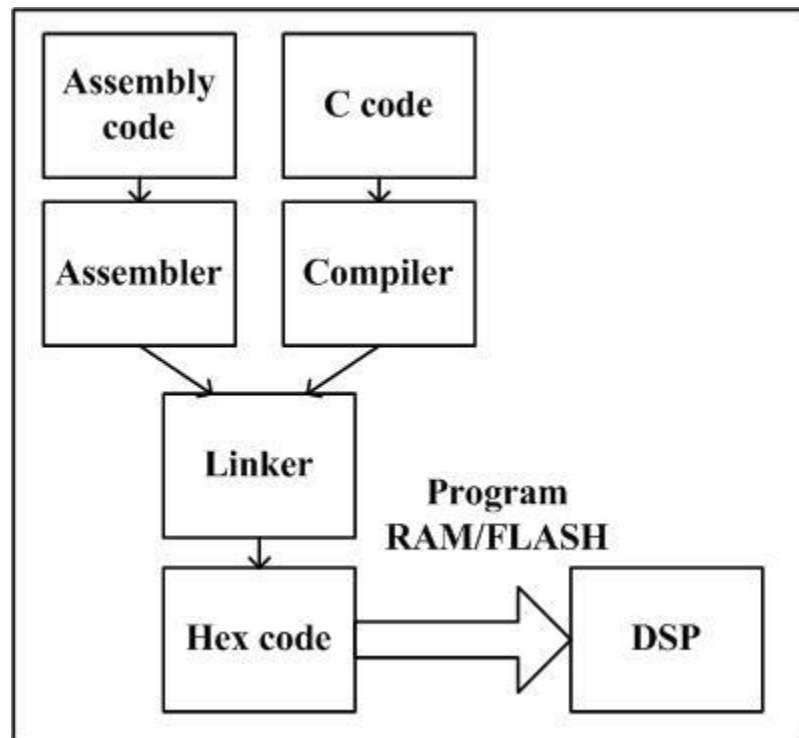 Assembly
code
C code
Assembler
Compiler
Linker
Program
RAM/FLASH
Hex code
DSP